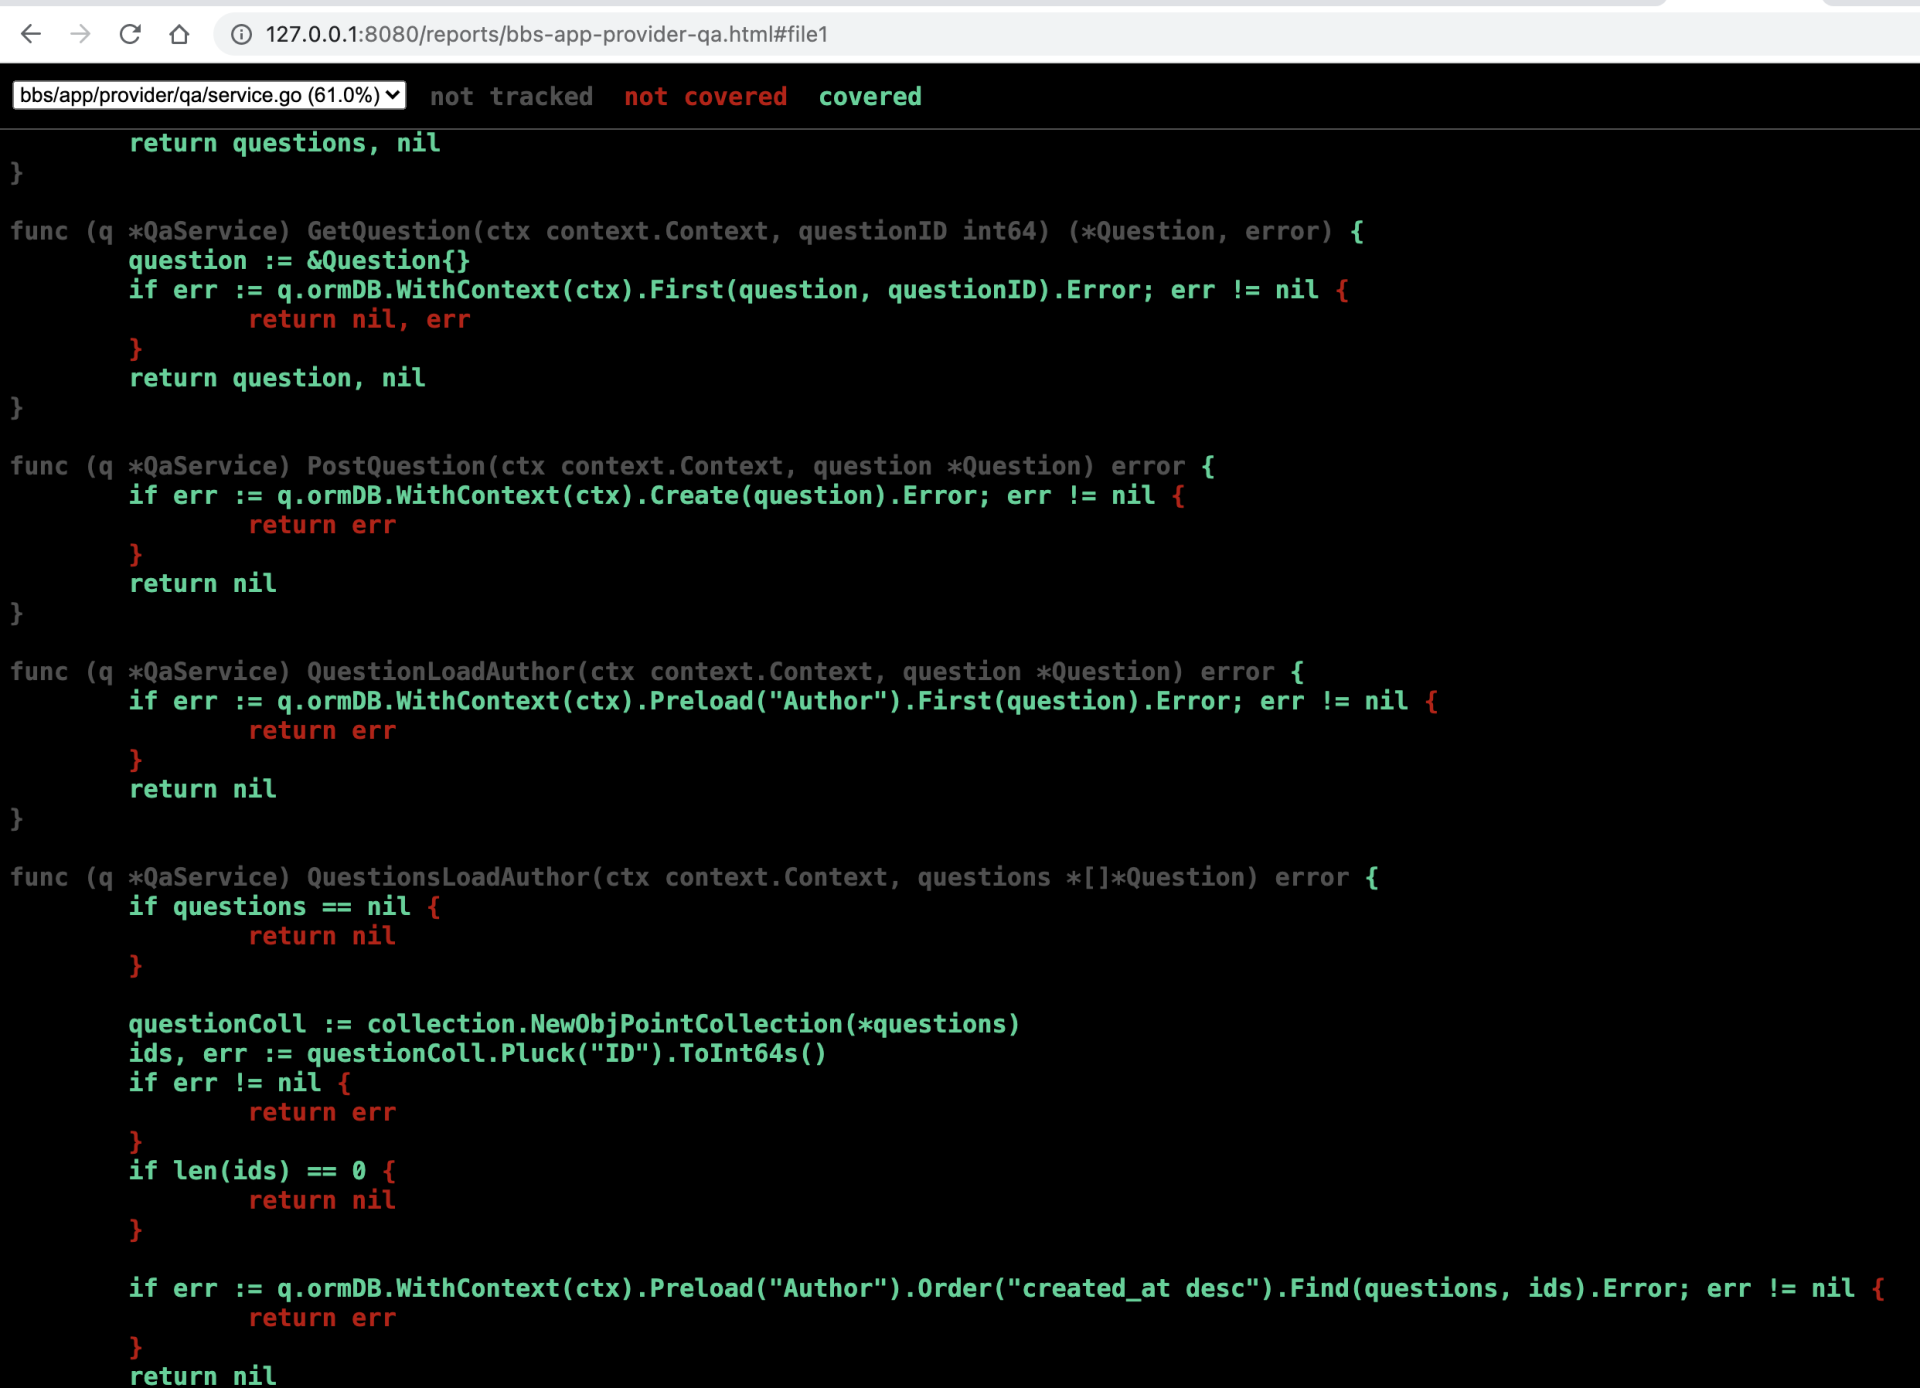 127.0.0.1:8080/reports/bbs-app-provider-qa.html#file1
bbs/app/provider/qa/service.go (61.0%) not tracked not covered covered
return questions, nil
}
func (q *QaService) GetQuestion(ctx context.Context, questionID int64) (*Question, error) {
question := &Question{}
if err := q.ormDB.WithContext(ctx).First(question, questionID).Error; err != nil {
return nil, err
}
return question, nil
}
func (q *QaService) PostQuestion(ctx context.Context, question *Question) error {
if err := q.ormDB.WithContext(ctx).Create(question).Error; err != nil {
return err
}
return nil
}
func (q *QaService) QuestionLoadAuthor(ctx context.Context, question *Question) error {
if err := q.ormDB.WithContext(ctx).Preload("Author").First(question).Error; err != nil {
return err
}
return nil
}
func (q *QaService) QuestionsLoadAuthor(ctx context.Context, questions *[]*Question) error {
if questions == nil {
return nil
}
questionColl := collection.NewObjPointCollection(*questions)
ids, err := questionColl.Pluck("ID").ToInt64s()
if err != nil {
return err
}
if len(ids) == 0 {
return nil
}
if err := q.ormDB.WithContext(ctx).Preload("Author").Order("created_at desc").Find(questions, ids).Error; err != nil {
return err
}
return nil